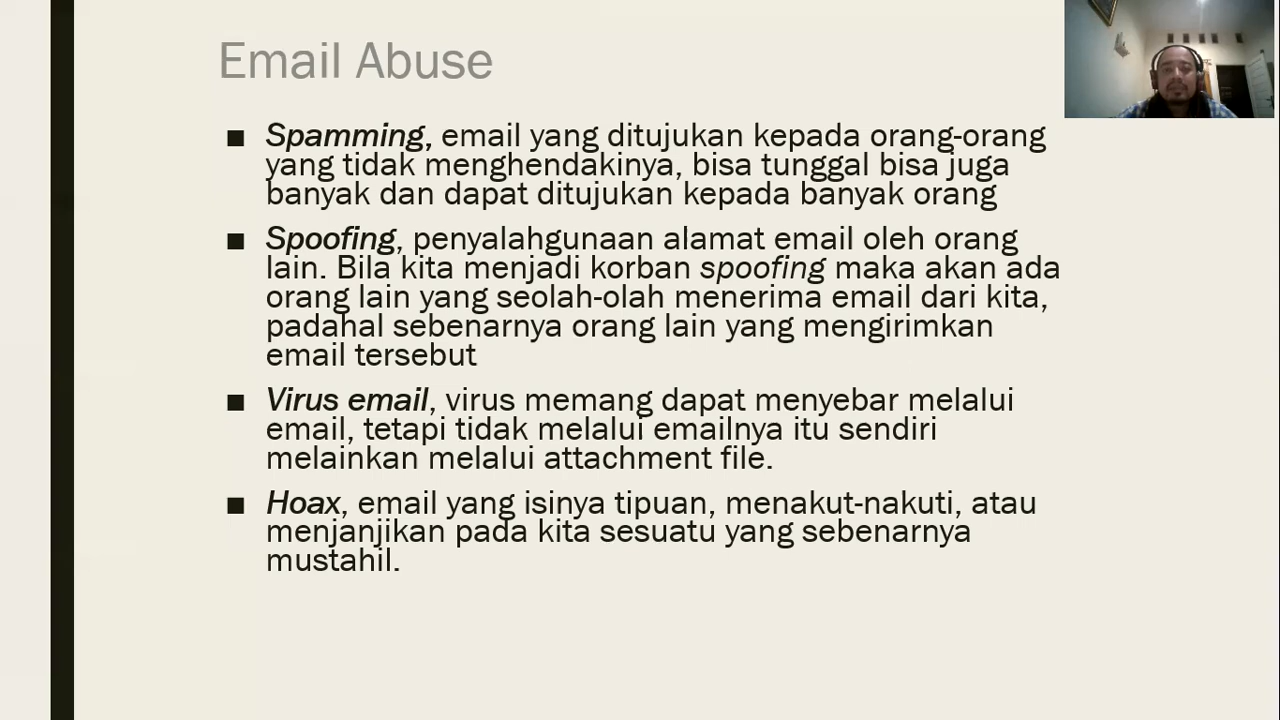 Email Abuse
■ Spamming, email yang ditujukan kepada orang-orang
yang tidak menghendakinya, bisa tunggal bisa juga
banyak dan dapat ditujukan kepada banyak orang
■ Spoofing, penyalahgunaan alamat email oleh orang
lain. Bila kita menjadi korban spoofing maka akan ada
orang lain yang seolah-olah menerima email dari kita,
padahal sebenarnya orang lain yang mengirimkan
email tersebut
■ Virus email, virus memang dapat menyebar melalui
email, tetapi tidak melalui emailnya itu sendiri
melainkan melalui attachment file.
■ Hoax, email yang isinya tipuan, menakut-nakuti, atau
menjanjikan pada kita sesuatu yang sebenarnya
mustahil.